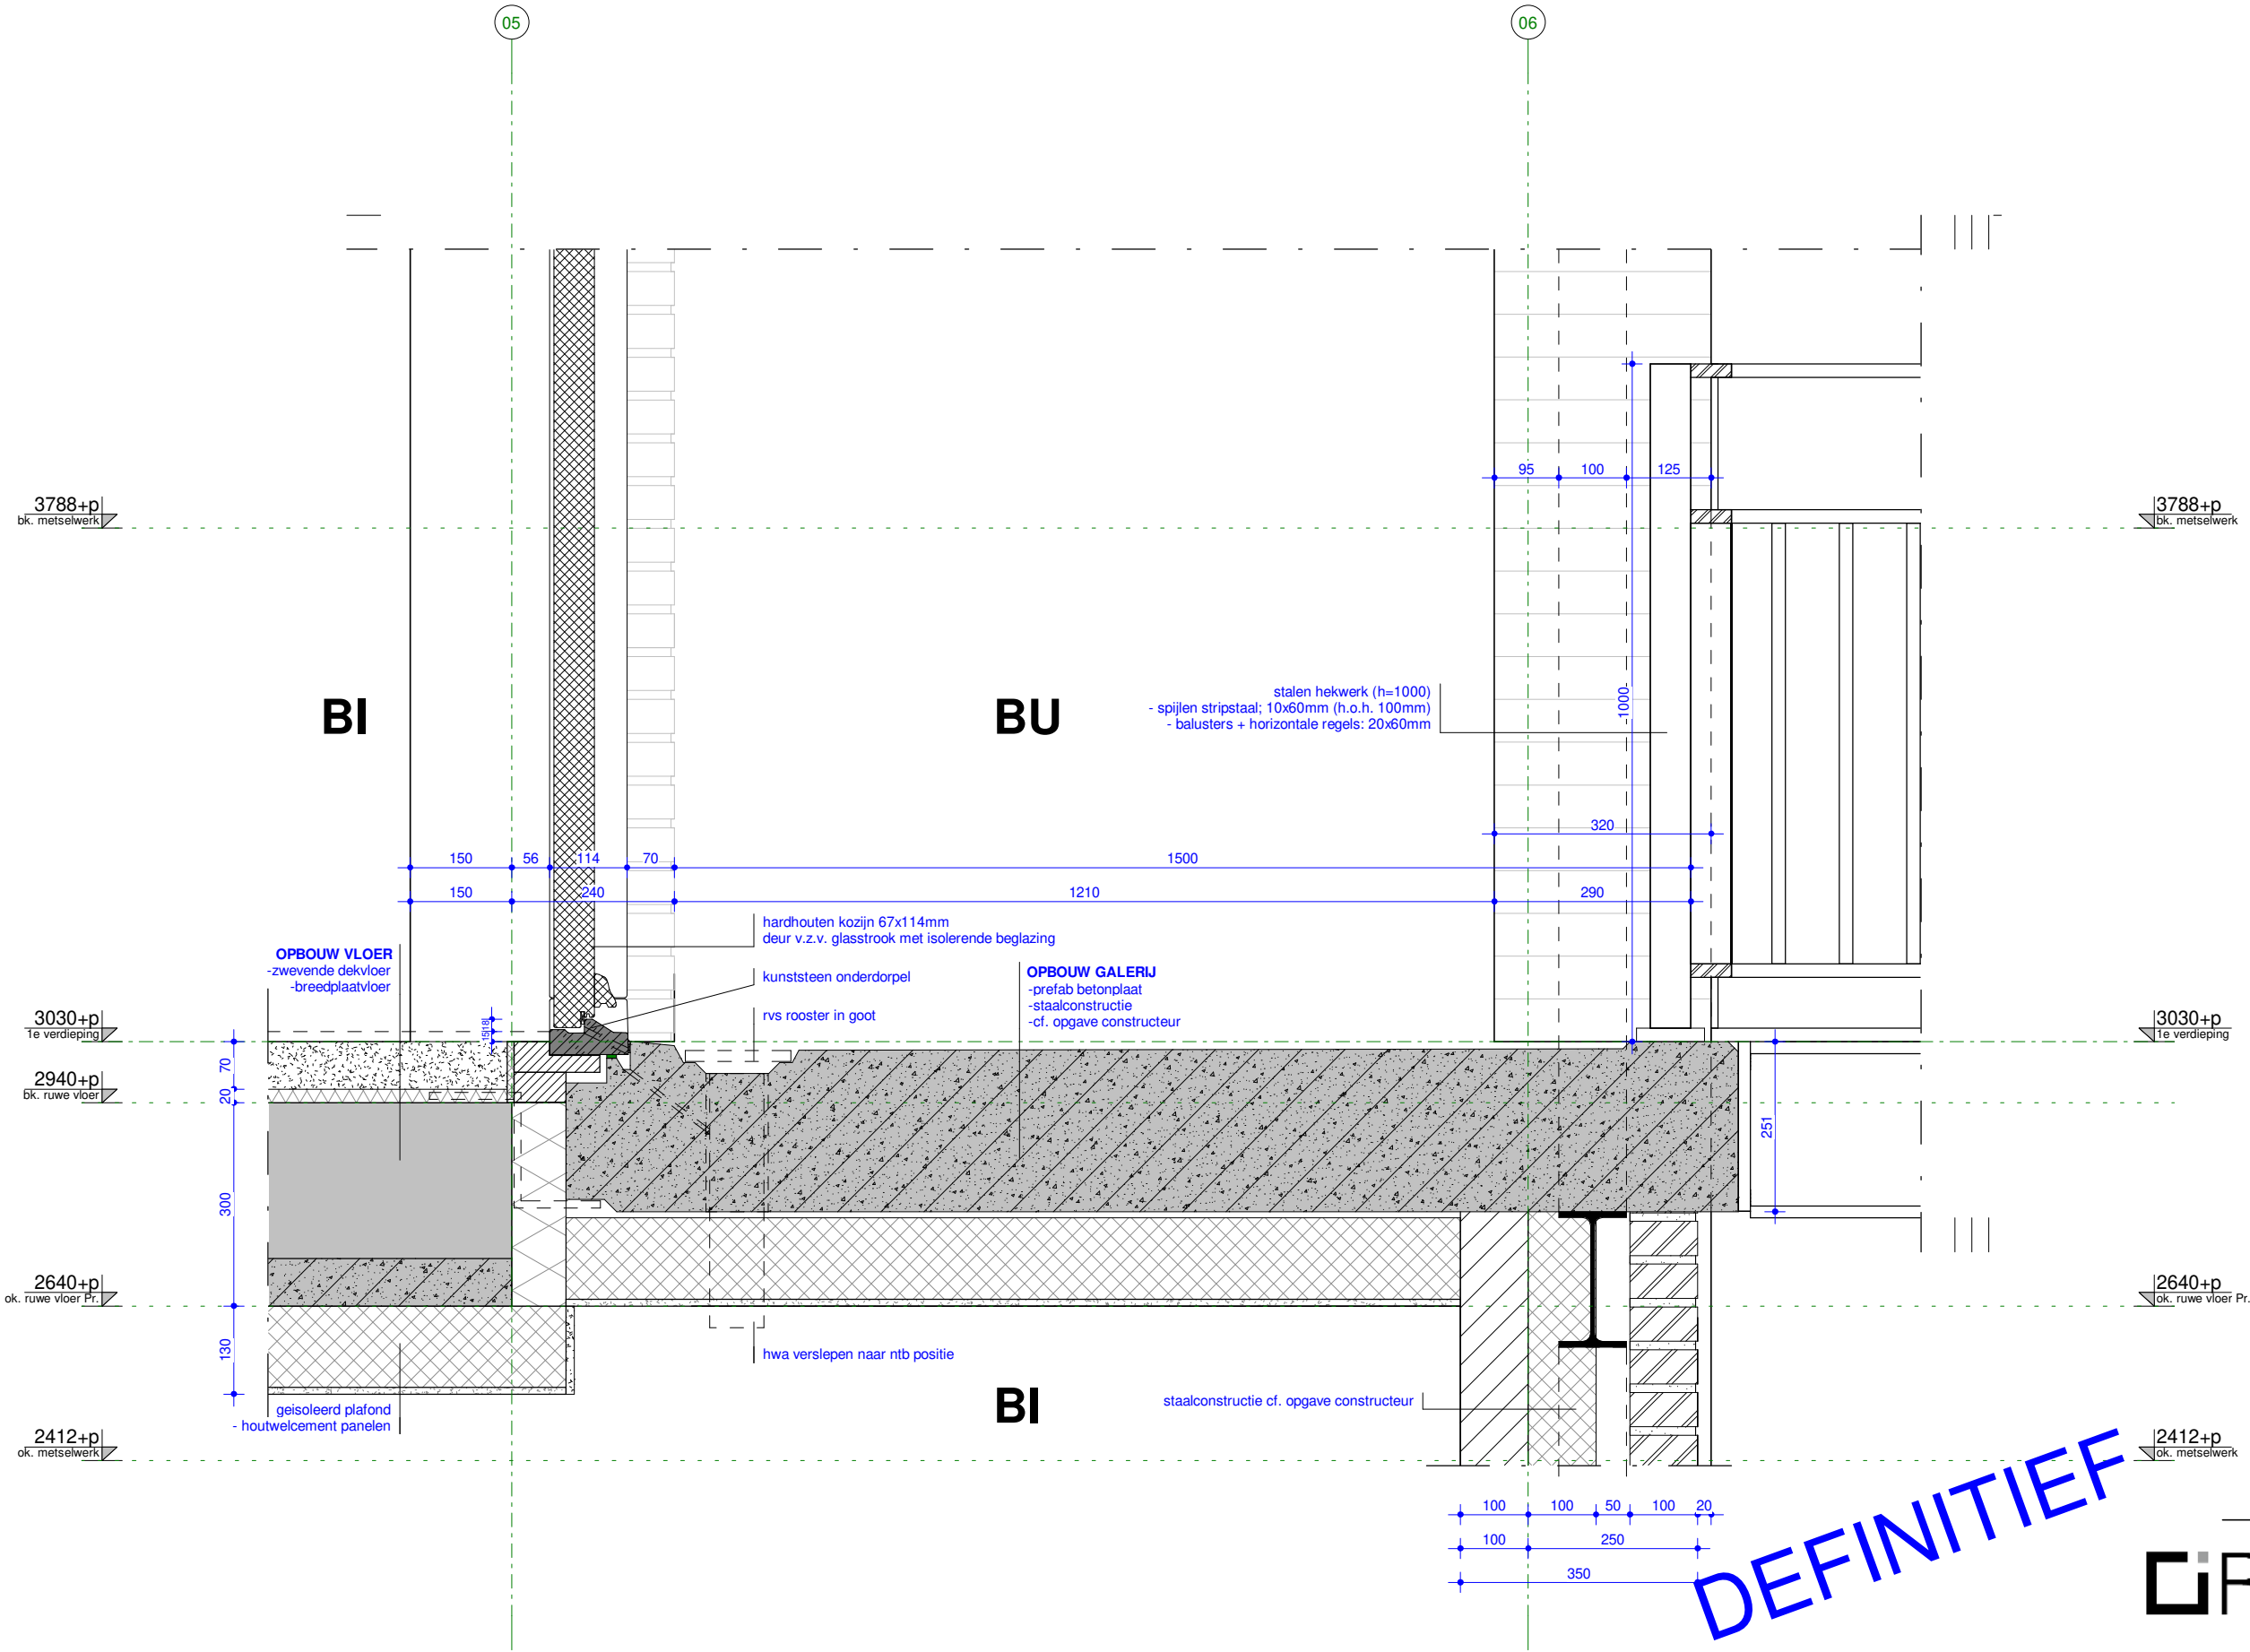 05
06
3788+p
bk. metselwerk
3788+p
bk. metselwerk
95
100
125
BI
BU
stalen hekwerk (h=1000)
- spijlen stripstaal; 10x60mm (h.o.h. 100mm)
- balusters + horizontale regels: 20x60mm
1000
320
150
56
114
70
1500
150
240
1210
290
hardhouten kozijn 67x114mm
deur v.z.v. glasstrook met isolerende beglazing
OPBOUW VLOER
-zwevende dekvloer
-breedplaatvloer
kunststeen onderdorpel
OPBOUW GALERIJ
-prefab betonplaat
-staalconstructie
-cf. opgave constructeur
rvs rooster in goot
3030+p
1e verdieping
3030+p
1e verdieping
15
18
70
2940+p
bk. ruwe vloer
20
251
300
2640+p
ok. ruwe vloer Pr.
2640+p
ok. ruwe vloer Pr.
130
hwa verslepen naar ntb positie
geisoleerd plafond
- houtwelcement panelen
BI
staalconstructie cf. opgave constructeur
2412+p
ok. metselwerk
2412+p
ok. metselwerk
100
100
50
100
20
100
250
350
DEFINITIEF